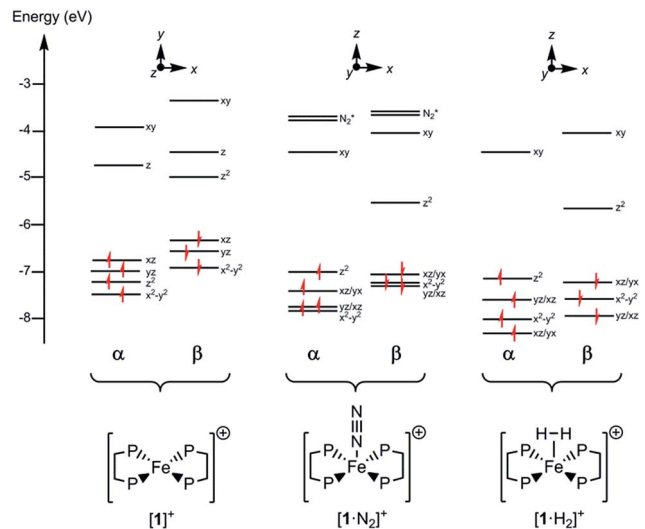 Energy (eV)
y
z x
z
y x
z
y x
-3
-4
-5
-6
-7
-8
xy
z
xz
yz
z²
x²-y²
α
xy
z
z²
xz
yz
x²-y²
β
xy
z²
xz/yx
yz/xz
x²-y²
α
N₂*
xy
z²
xz/yx
x²-y²
yz/xz
β
xy
z²
yz/xz
x²-y²
xz/yx
α
xy
z²
xz/yx
x²-y²
yz/xz
β
P P
Fe
P P
⊕
[1]⁺
N
N
P P
Fe
P P
⊕
[1·N₂]⁺
H-H
P P
Fe
P P
⊕
[1·H₂]⁺